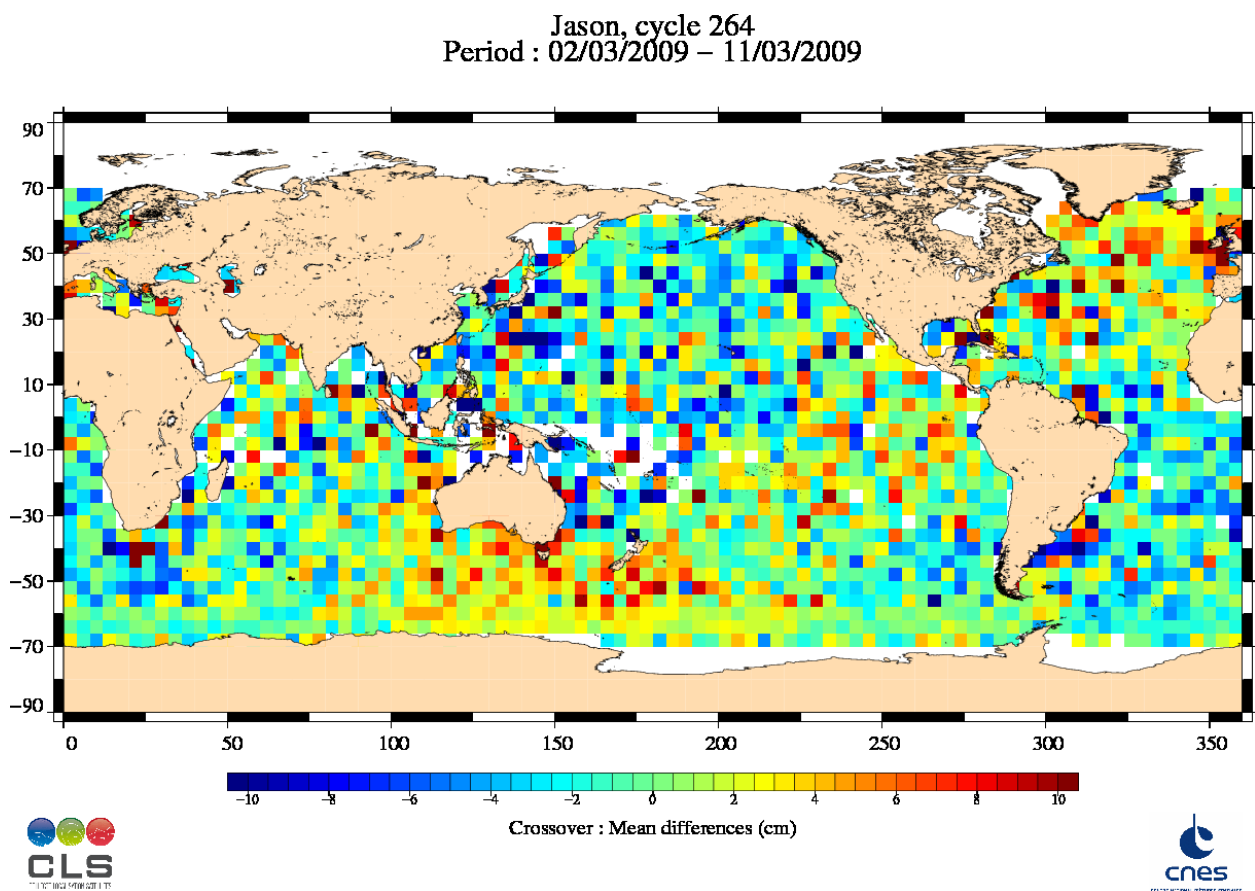 Jason, cycle 264
Period : 02/03/2009 – 11/03/2009
90
70
50
30
10
−10
−30
−50
−70
−90
0 50 100 150 200 250 300 350
−10 −8 −6 −4 −2 0 2 4 6 8 10
Crossover : Mean differences (cm)
CLS
cnes